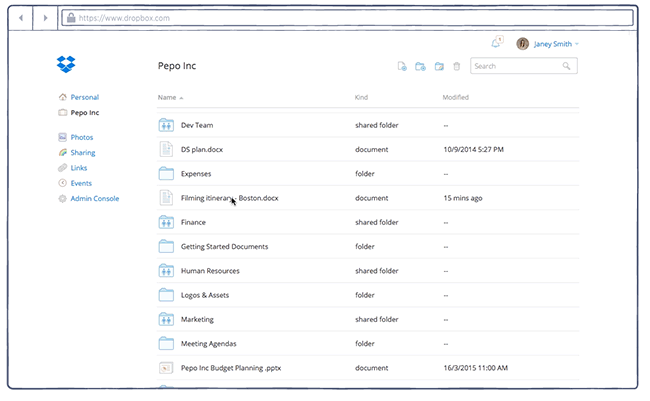 https://www.dropbox.com
1
Janey Smith
Pepo Inc
Search
Personal
Pepo Inc
Photos
Sharing
Links
Events
Admin Console
Name Kind Modified
Dev Team shared folder --
DS plan.docx document 10/9/2014 5:27 PM
Expenses folder --
Filming itinerary Boston.docx document 15 mins ago
Finance shared folder --
Getting Started Documents folder --
Human Resources shared folder --
Logos & Assets folder --
Marketing shared folder --
Meeting Agendas folder --
Pepo Inc Budget Planning .pptx document 16/3/2015 11:00 AM